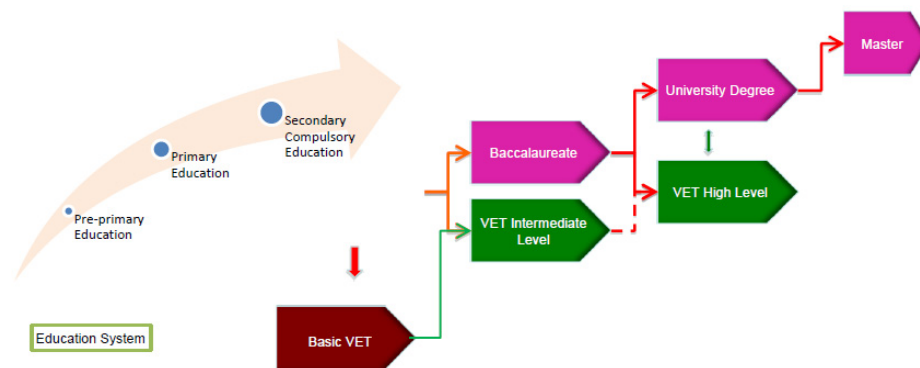 Master
University Degree
Secondary
Compulsory
Education
Primary
Education
Baccalaureate
VET High Level
Pre-primary
Education
VET Intermediate
Level
Education System
Basic VET